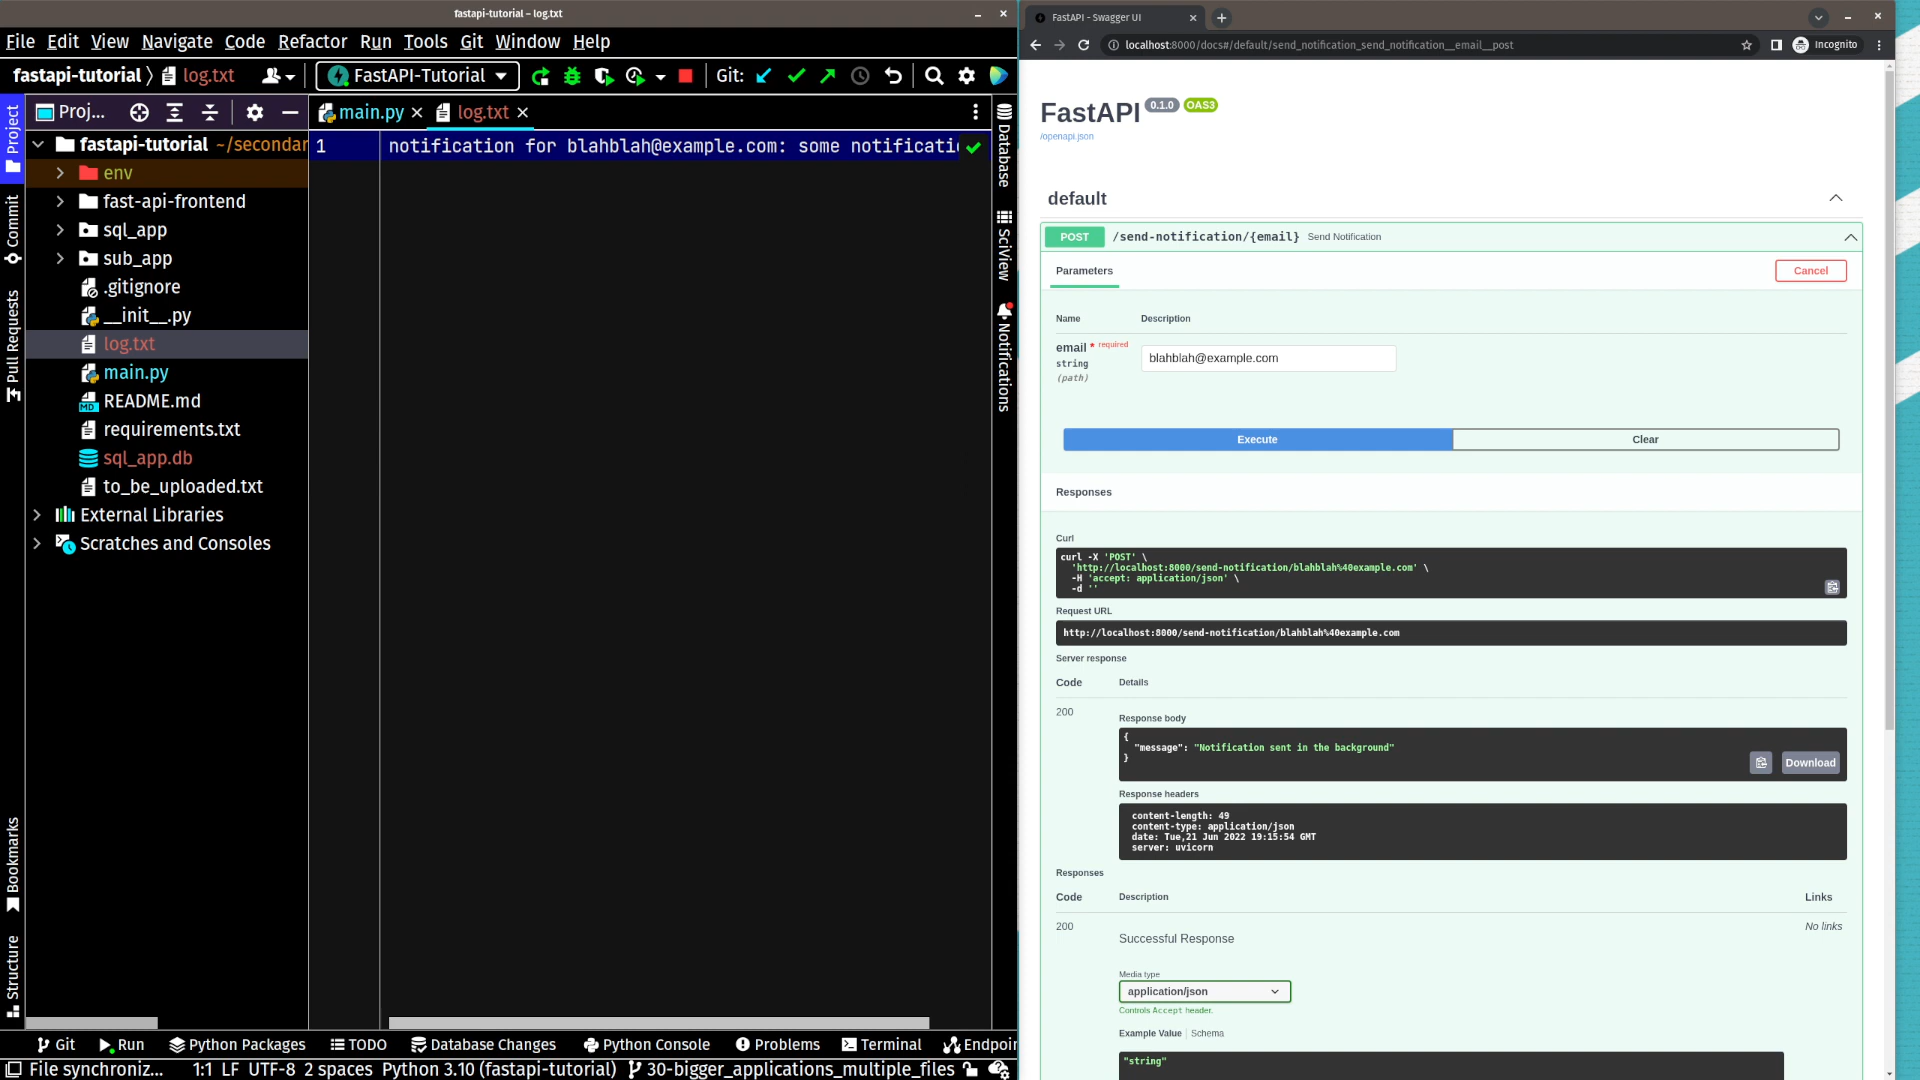 fastapi-tutorial – log.txt
File Edit View Navigate Code Refactor Run Tools Git Window Help
fastapi-tutorial log.txt FastAPI-Tutorial Git:
Project
Commit
Pull Requests
Bookmarks
Structure
Proj...
fastapi-tutorial ~/secondar
env
fast-api-frontend
sql_app
sub_app
.gitignore
__init__.py
log.txt
main.py
README.md
requirements.txt
sql_app.db
to_be_uploaded.txt
External Libraries
Scratches and Consoles
main.py log.txt
1 notification for blahblah@example.com: some notificati
Database
SciView
Notifications
Git Run Python Packages TODO Database Changes Python Console Problems Terminal Endpoi
File synchroniz... 1:1 LF UTF-8 2 spaces Python 3.10 (fastapi-tutorial) 30-bigger_applications_multiple_files
FastAPI - Swagger UI
localhost:8000/docs#/default/send_notification_send_notification__email__post
Incognito
FastAPI 0.1.0 OAS3
/openapi.json
default
POST /send-notification/{email} Send Notification
Parameters
Cancel
Name Description
email * required
string
(path)
blahblah@example.com
Execute Clear
Responses
Curl
curl -X 'POST' \
'http://localhost:8000/send-notification/blahblah%40example.com' \
-H 'accept: application/json' \
-d ''
Request URL
http://localhost:8000/send-notification/blahblah%40example.com
Server response
Code Details
200
Response body
{
"message": "Notification sent in the background"
}
Download
Response headers
content-length: 49
content-type: application/json
date: Tue,21 Jun 2022 19:15:54 GMT
server: uvicorn
Responses
Code Description Links
200
Successful Response
No links
Media type
application/json
Controls Accept header.
Example Value Schema
"string"